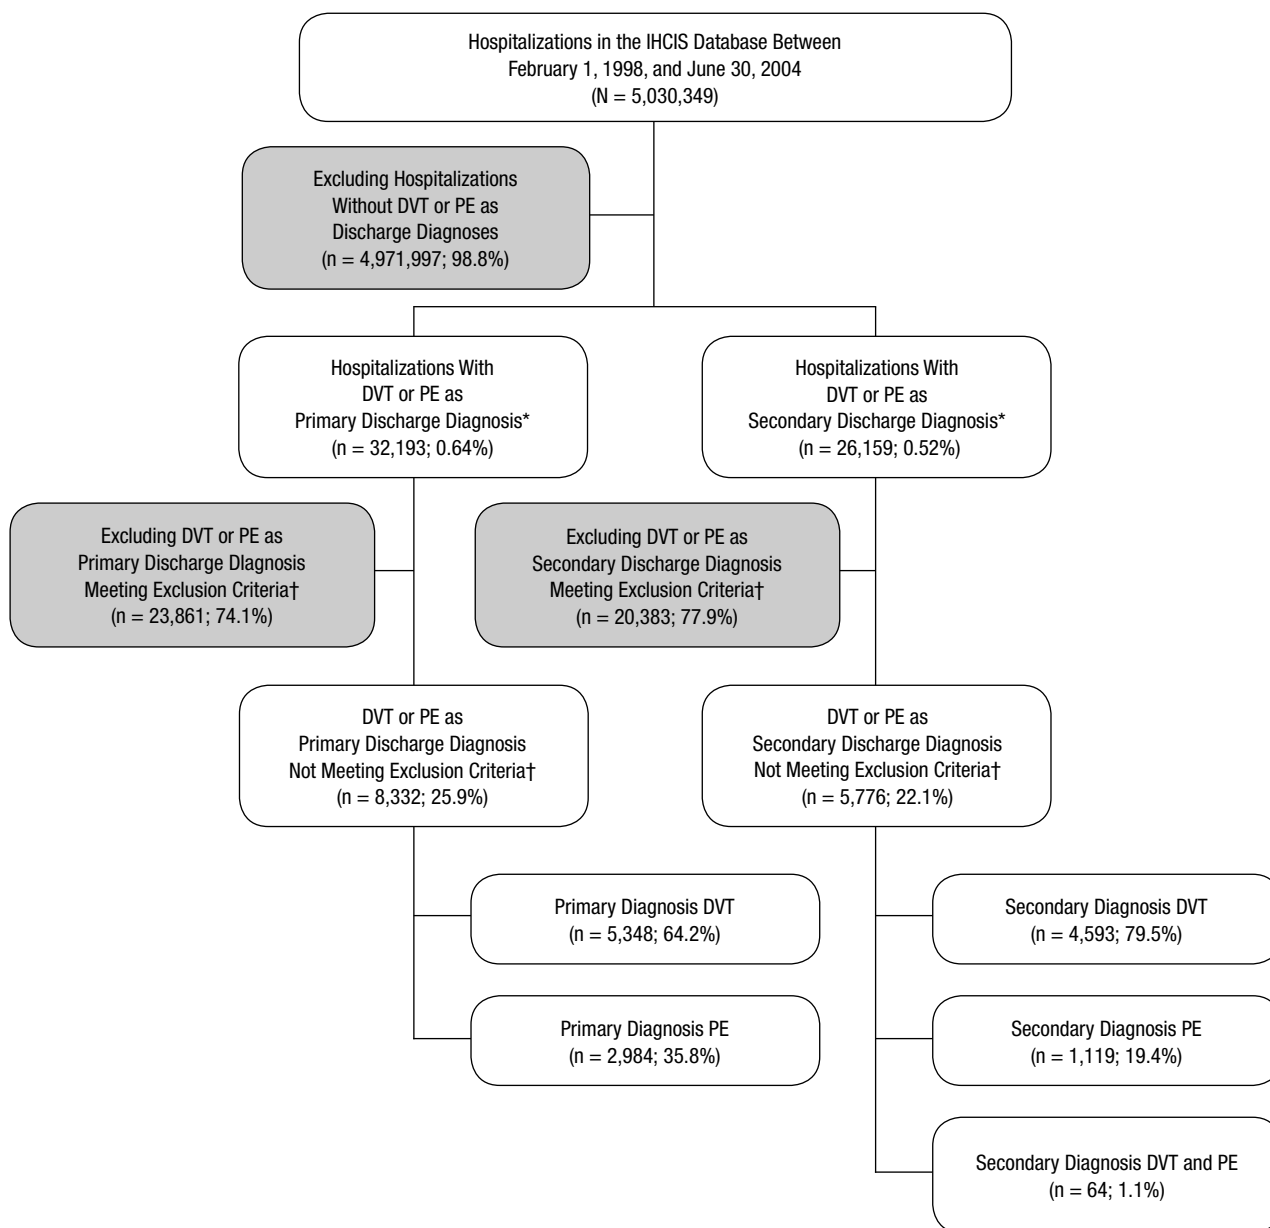 Hospitalizations in the IHCIS Database Between
February 1, 1998, and June 30, 2004
(N = 5,030,349)
Excluding Hospitalizations
Without DVT or PE as
Discharge Diagnoses
(n = 4,971,997; 98.8%)
Hospitalizations With
DVT or PE as
Primary Discharge Diagnosis*
(n = 32,193; 0.64%)
Hospitalizations With
DVT or PE as
Secondary Discharge Diagnosis*
(n = 26,159; 0.52%)
Excluding DVT or PE as
Primary Discharge DIagnosis
Meeting Exclusion Criteria†
(n = 23,861; 74.1%)
Excluding DVT or PE as
Secondary Discharge Diagnosis
Meeting Exclusion Criteria†
(n = 20,383; 77.9%)
DVT or PE as
Primary Discharge Diagnosis
Not Meeting Exclusion Criteria†
(n = 8,332; 25.9%)
DVT or PE as
Secondary Discharge Diagnosis
Not Meeting Exclusion Criteria†
(n = 5,776; 22.1%)
Primary Diagnosis DVT
(n = 5,348; 64.2%)
Secondary Diagnosis DVT
(n = 4,593; 79.5%)
Primary Diagnosis PE
(n = 2,984; 35.8%)
Secondary Diagnosis PE
(n = 1,119; 19.4%)
Secondary Diagnosis DVT and PE
(n = 64; 1.1%)